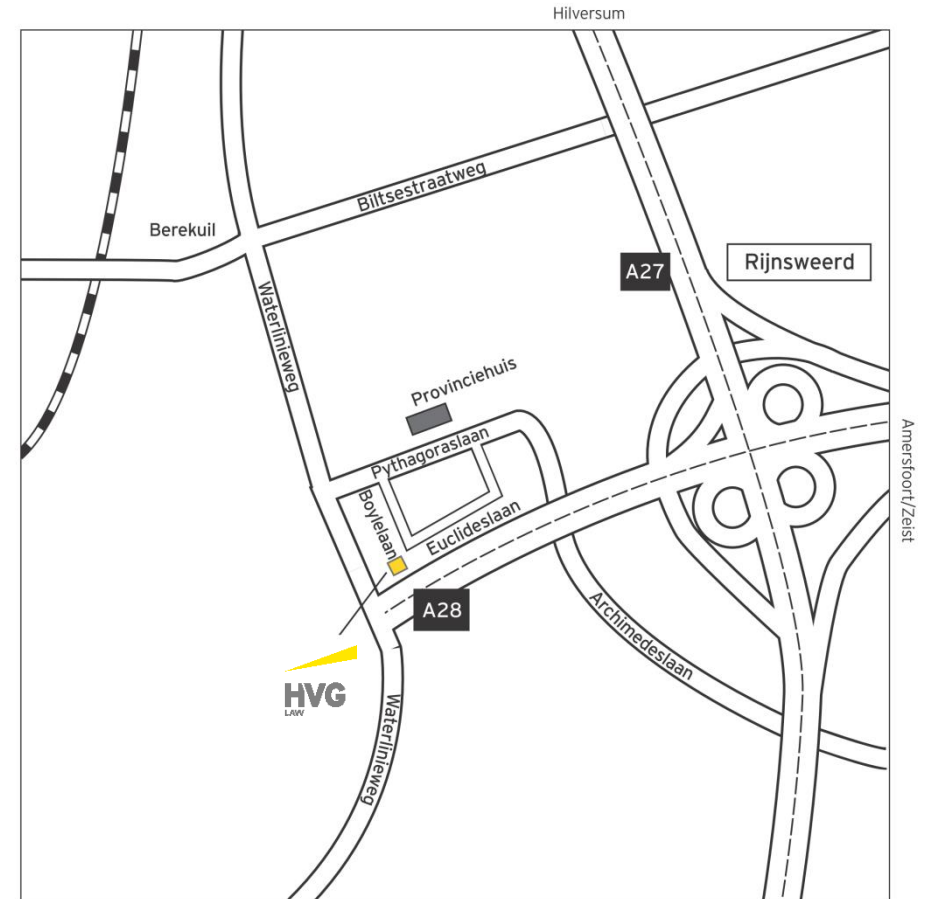 Hilversum
Biltsestraatweg
Berekuil
A27
Rijnsweerd
Waterlinieweg
Provinciehuis
Pythagoraslaan
Amersfoort/Zeist
Boylelaan
Euclideslaan
A28
Archimedeslaan
HVG
LAW
Waterlinieweg